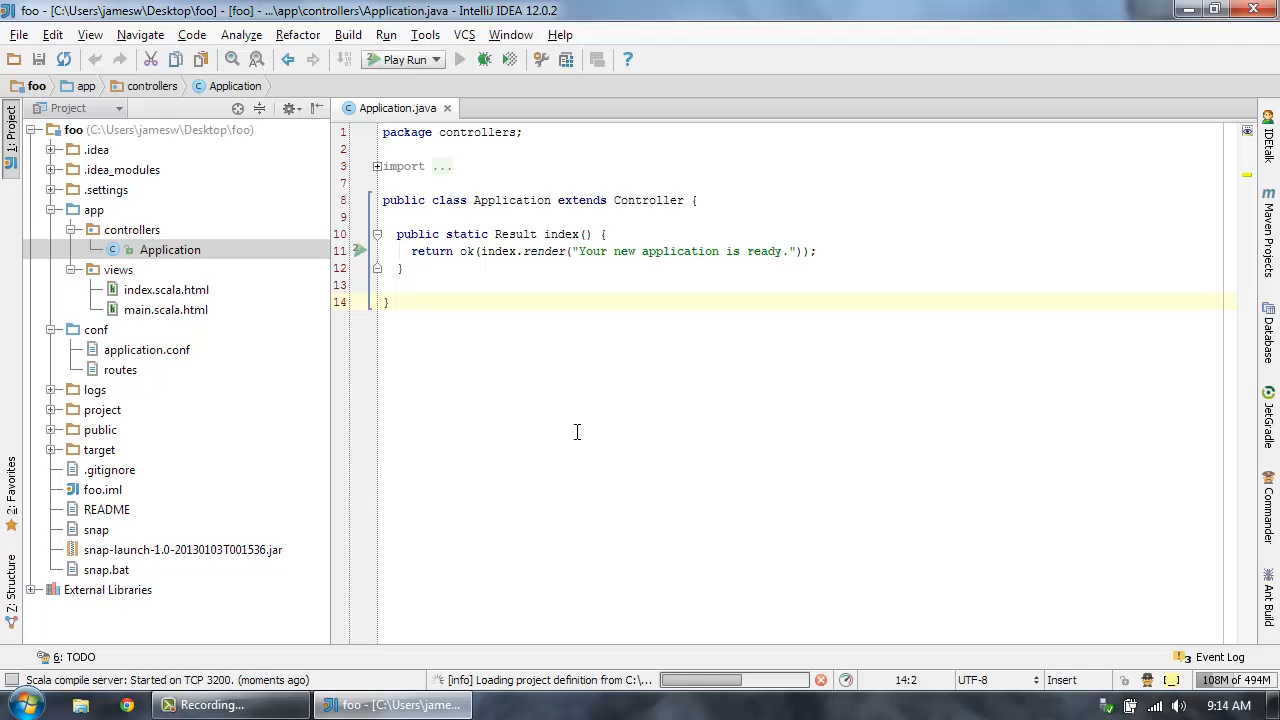 foo - [C:\Users\jamesw\Desktop\foo] - [foo] - ...\app\controllers\Application.java - IntelliJ IDEA 12.0.2
File Edit View Navigate Code Analyze Refactor Build Run Tools VCS Window Help
Play Run
foo app controllers Application
Project
Application.java
1: Project
2: Favorites
Z: Structure
foo (C:\Users\jamesw\Desktop\foo)
.idea
.idea_modules
.settings
app
controllers
Application
views
index.scala.html
main.scala.html
conf
application.conf
routes
logs
project
public
target
.gitignore
foo.iml
README
snap
snap-launch-1.0-20130103T001536.jar
snap.bat
External Libraries
1 package controllers;
2
3 import ...
7
8 public class Application extends Controller {
9
10 public static Result index() {
11 return ok(index.render("Your new application is ready."));
12 }
13
14 }
IDEtalk
Maven Projects
Database
JetGradle
Commander
Ant Build
6: TODO
3 Event Log
Scala compile server: Started on TCP 3200. (moments ago)
[info] Loading project definition from C:\...
14:2 UTF-8 Insert 108M of 494M
Recording...
foo - [C:\Users\jame...
9:14 AM